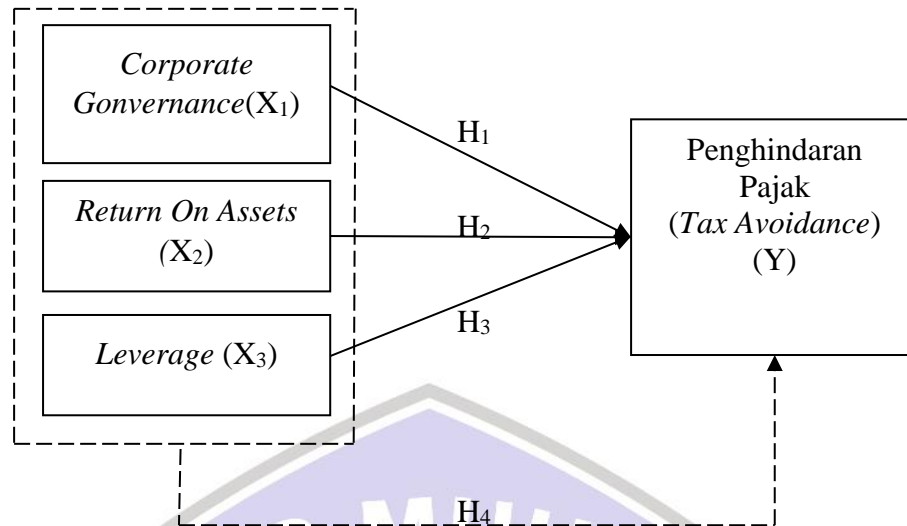 Corporate
Gonvernance(X₁)
H₁
Penghindaran
Pajak
(Tax Avoidance)
(Y)
Return On Assets
(X₂)
H₂
Leverage (X₃)
H₃
H₄